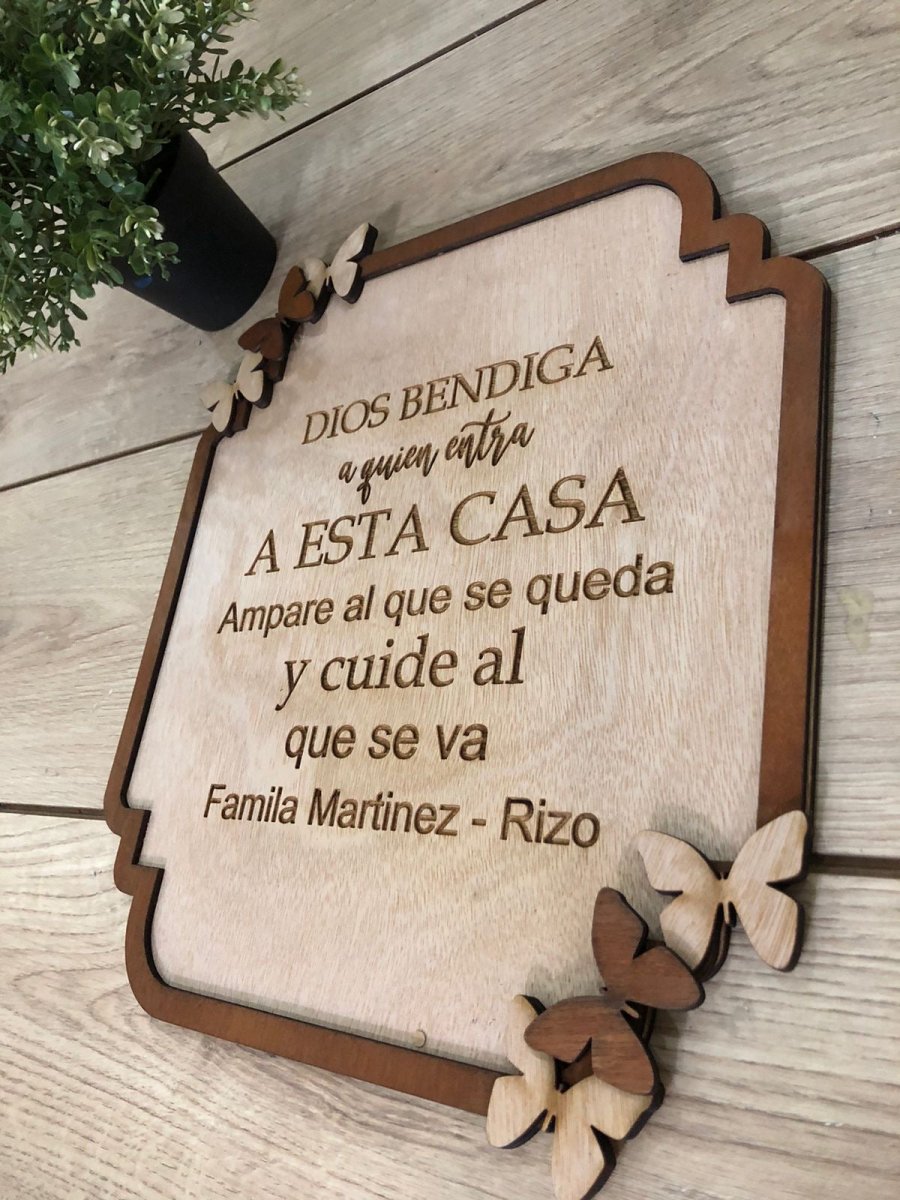 DIOS BENDIGA
a quien entra
A ESTA CASA
Ampare al que se queda
y cuide al
que se va
Famila Martinez - Rizo